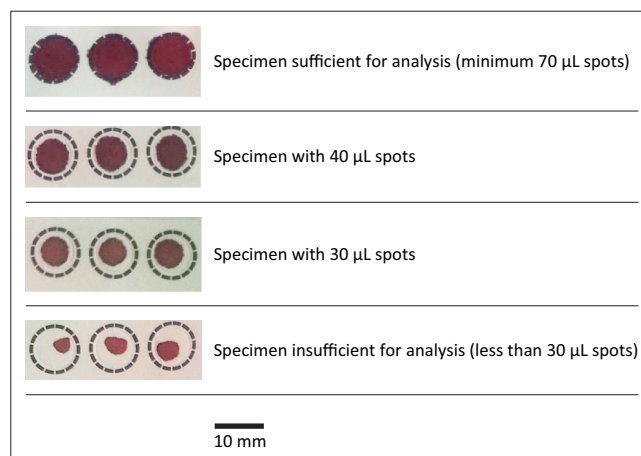 Specimen sufficient for analysis (minimum 70 µL spots)
Specimen with 40 µL spots
Specimen with 30 µL spots
Specimen insufficient for analysis (less than 30 µL spots)
10 mm